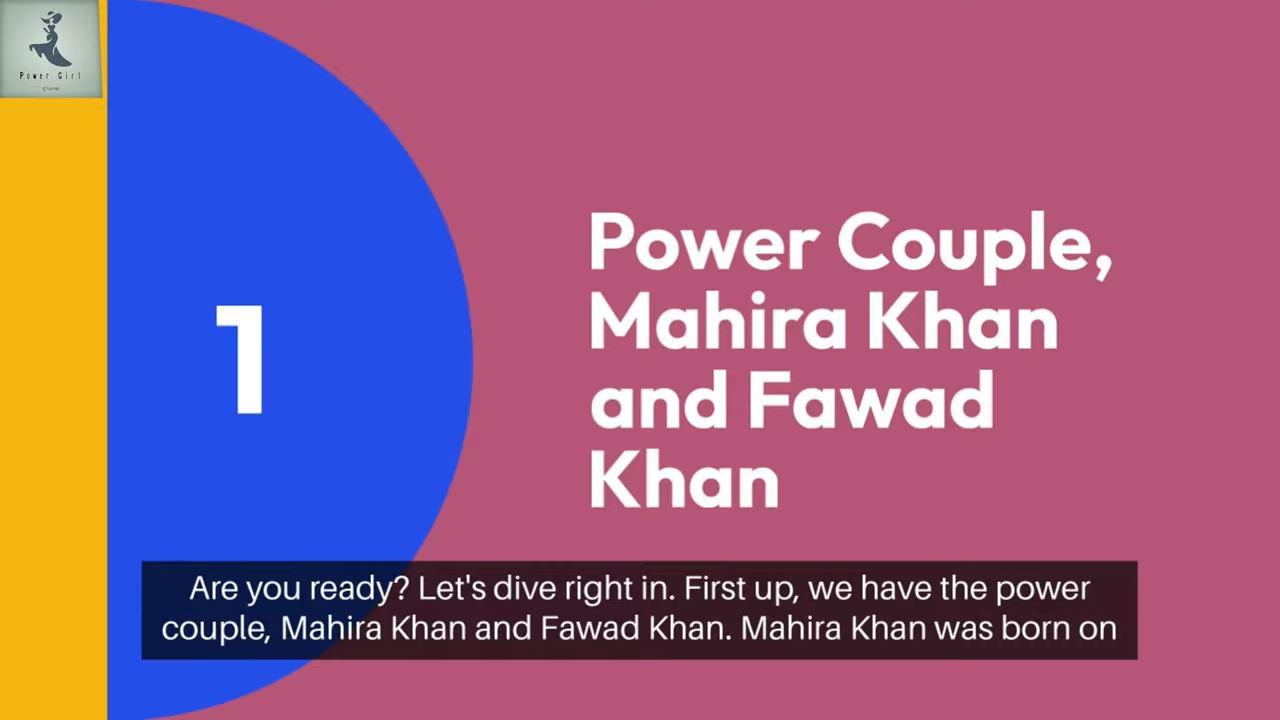 Power Girl
Chanel
1
Power Couple,
Mahira Khan
and Fawad
Khan
Are you ready? Let's dive right in. First up, we have the power
couple, Mahira Khan and Fawad Khan. Mahira Khan was born on